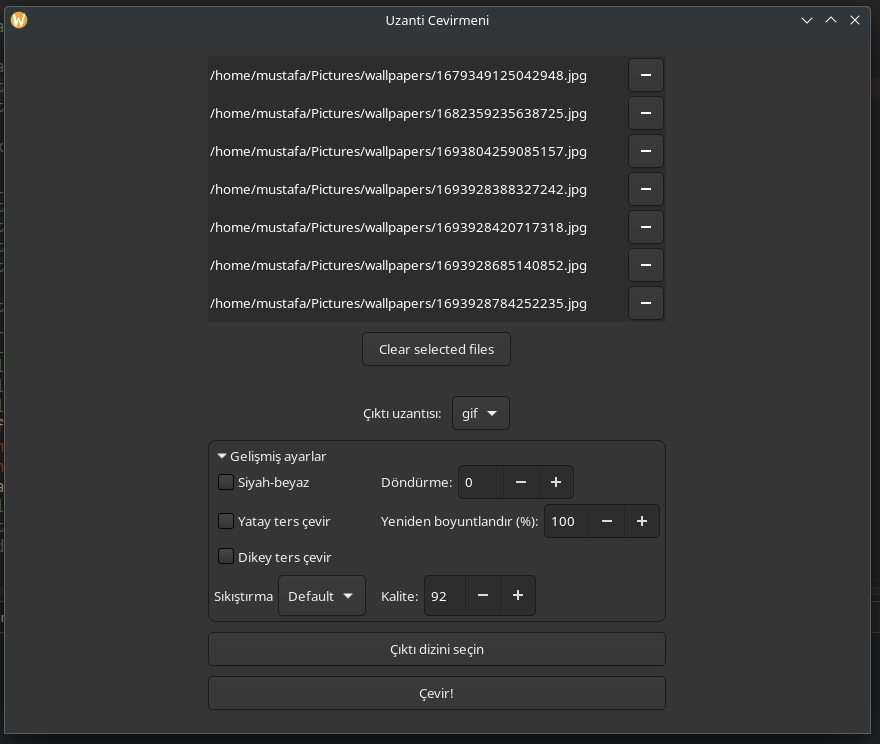 Uzanti Cevirmeni
/home/mustafa/Pictures/wallpapers/1679349125042948.jpg
/home/mustafa/Pictures/wallpapers/1682359235638725.jpg
/home/mustafa/Pictures/wallpapers/1693804259085157.jpg
/home/mustafa/Pictures/wallpapers/1693928388327242.jpg
/home/mustafa/Pictures/wallpapers/1693928420717318.jpg
/home/mustafa/Pictures/wallpapers/1693928685140852.jpg
/home/mustafa/Pictures/wallpapers/1693928784252235.jpg
Clear selected files
Çıktı uzantısı: gif
Gelişmiş ayarlar
Siyah-beyaz Döndürme: 0
Yatay ters çevir Yeniden boyuntlandır (%): 100
Dikey ters çevir
Sıkıştırma Default Kalite: 92
Çıktı dizini seçin
Çevir!